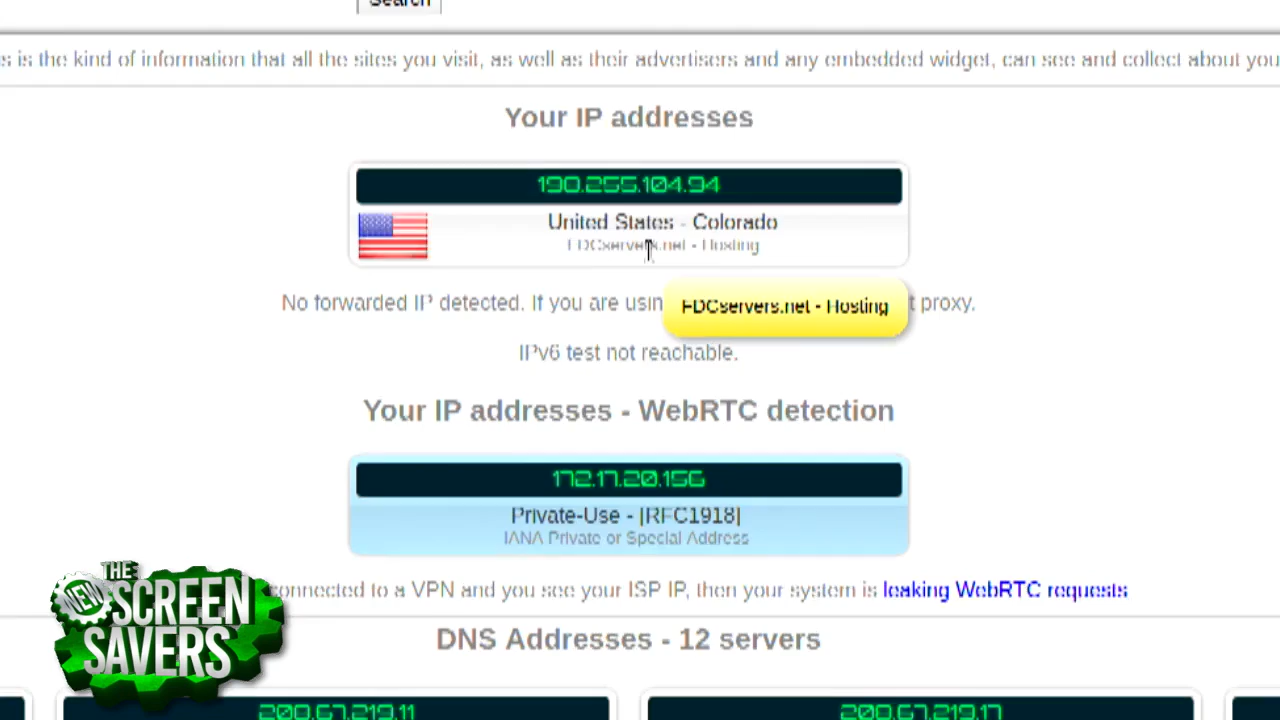 Search
s is the kind of information that all the sites you visit, as well as their advertisers and any embedded widget, can see and collect about you
Your IP addresses
190.255.104.94
United States - Colorado
FDCservers.net - Hosting
No forwarded IP detected. If you are usin
t proxy.
FDCservers.net - Hosting
IPv6 test not reachable.
Your IP addresses - WebRTC detection
172.17.20.156
Private-Use - [RFC1918]
IANA Private or Special Address
connected to a VPN and you see your ISP IP, then your system is leaking WebRTC requests
THE NEW
SCREEN
SAVERS
DNS Addresses - 12 servers
200.67.219.11
200.67.219.17